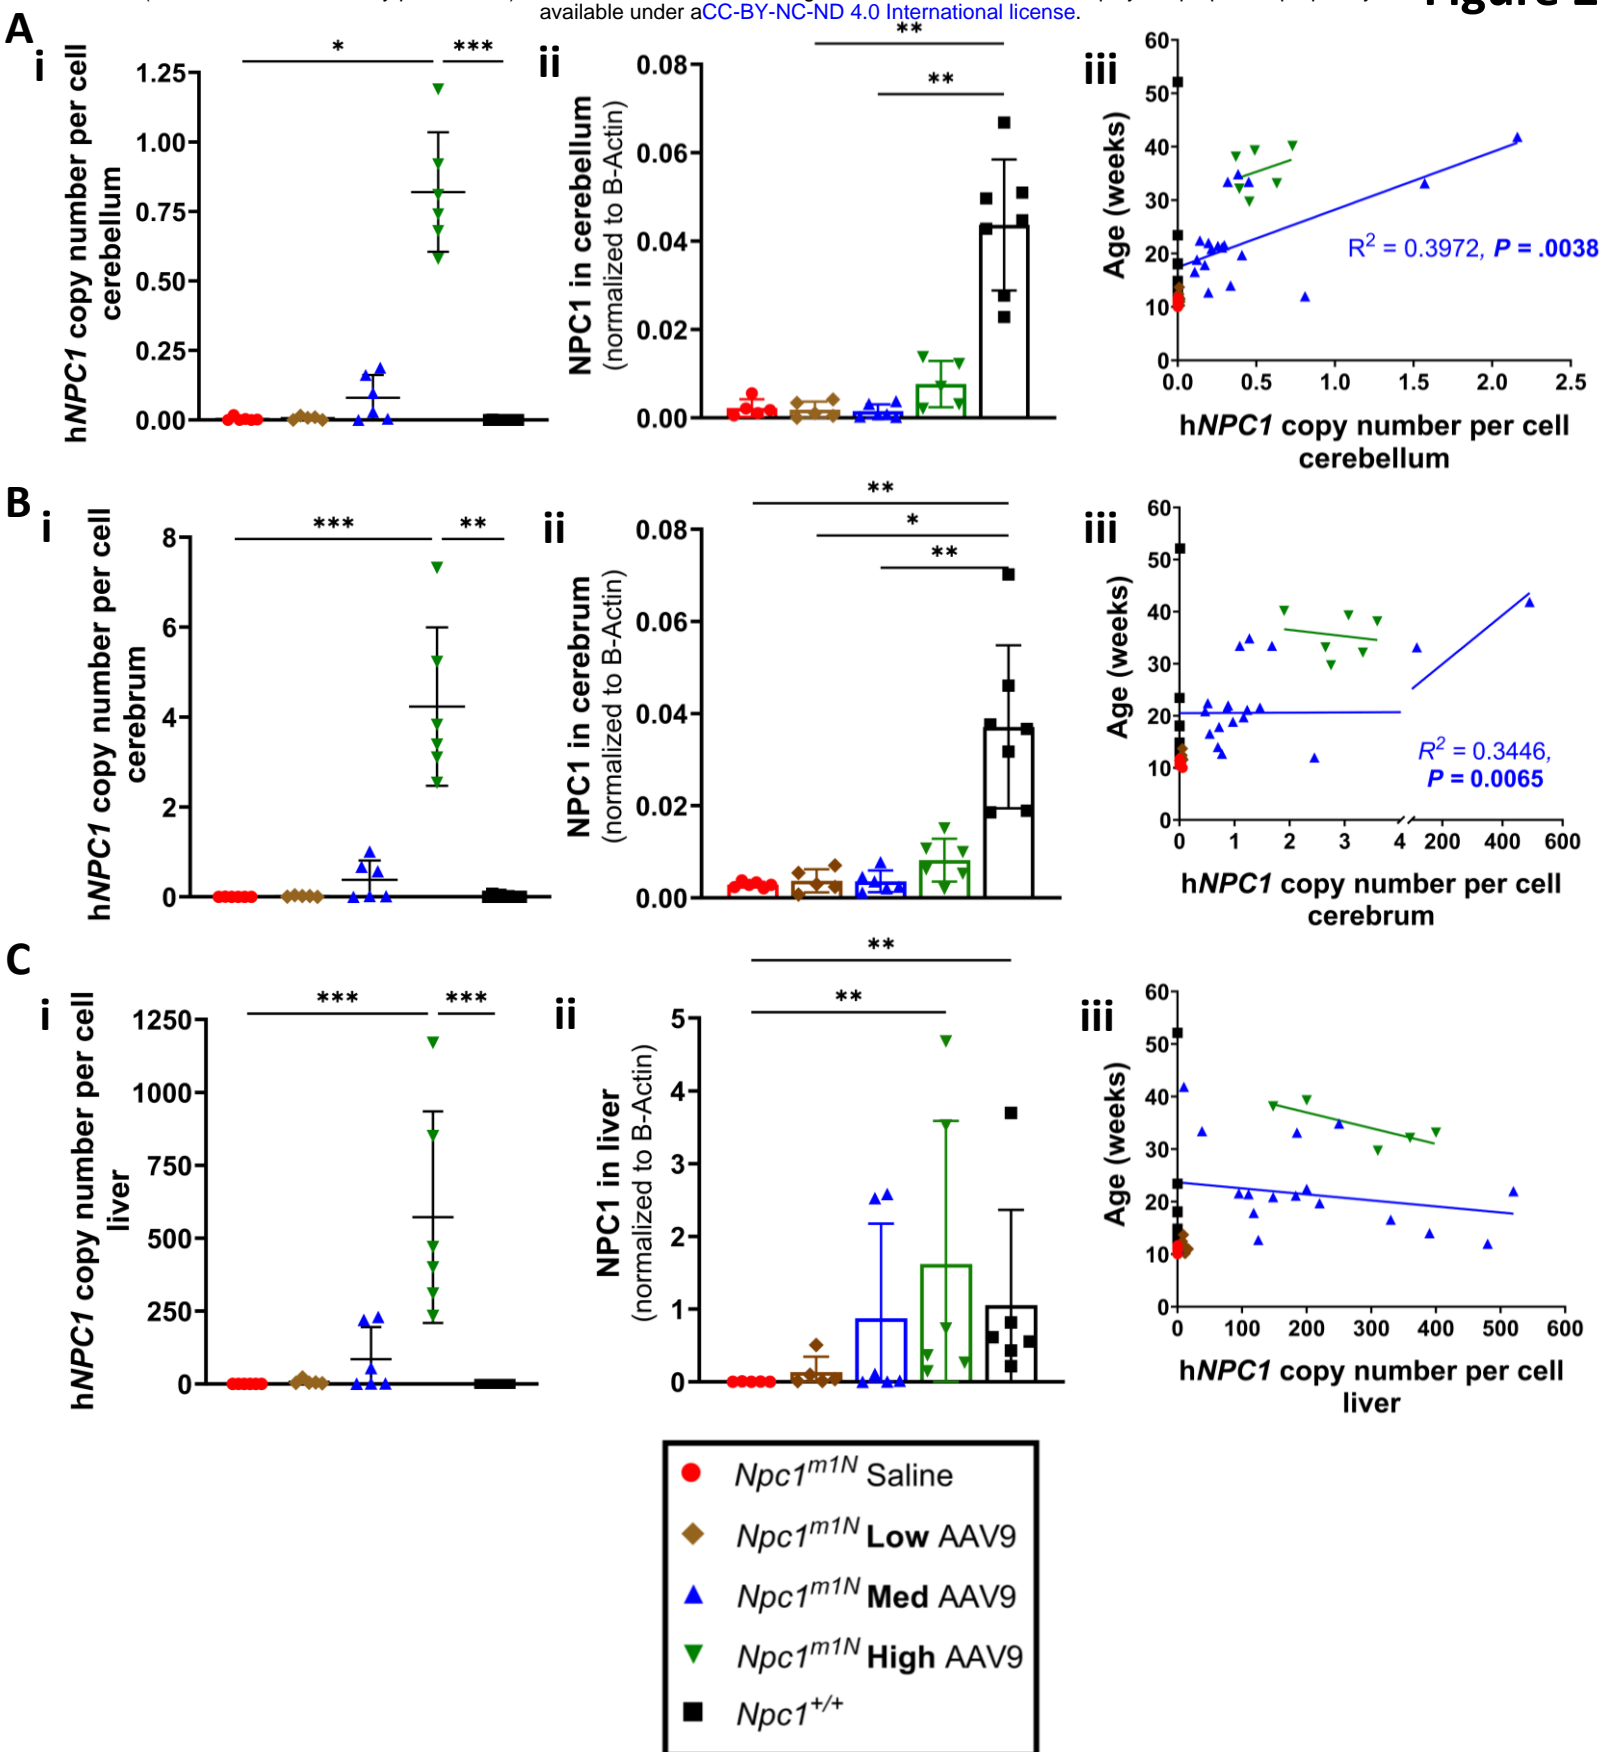 available under aCC-BY-NC-ND 4.0 International license.
A
i
hNPC1 copy number per cell
cerebellum
1.25
1.00
0.75
0.50
0.25
0.00
*
***
ii
NPC1 in cerebellum
(normalized to B-Actin)
0.08
0.06
0.04
0.02
0.00
**
**
iii
Age (weeks)
60
50
40
30
20
10
0
0.0 0.5 1.0 1.5 2.0 2.5
R² = 0.3972, P = .0038
hNPC1 copy number per cell
cerebellum
B
i
hNPC1 copy number per cell
cerebrum
8
6
4
2
0
***
**
ii
NPC1 in cerebrum
(normalized to B-Actin)
0.08
0.06
0.04
0.02
0.00
**
*
**
iii
Age (weeks)
60
50
40
30
20
10
0
0 1 2 3 4 200 400 600
R² = 0.3446,
P = 0.0065
hNPC1 copy number per cell
cerebrum
C
i
hNPC1 copy number per cell
liver
1250
1000
750
500
250
0
***
***
ii
NPC1 in liver
(normalized to B-Actin)
5
4
3
2
1
0
**
**
iii
Age (weeks)
60
50
40
30
20
10
0
0 100 200 300 400 500 600
hNPC1 copy number per cell
liver
Npc1m1N Saline
Npc1m1N Low AAV9
Npc1m1N Med AAV9
Npc1m1N High AAV9
Npc1+/+